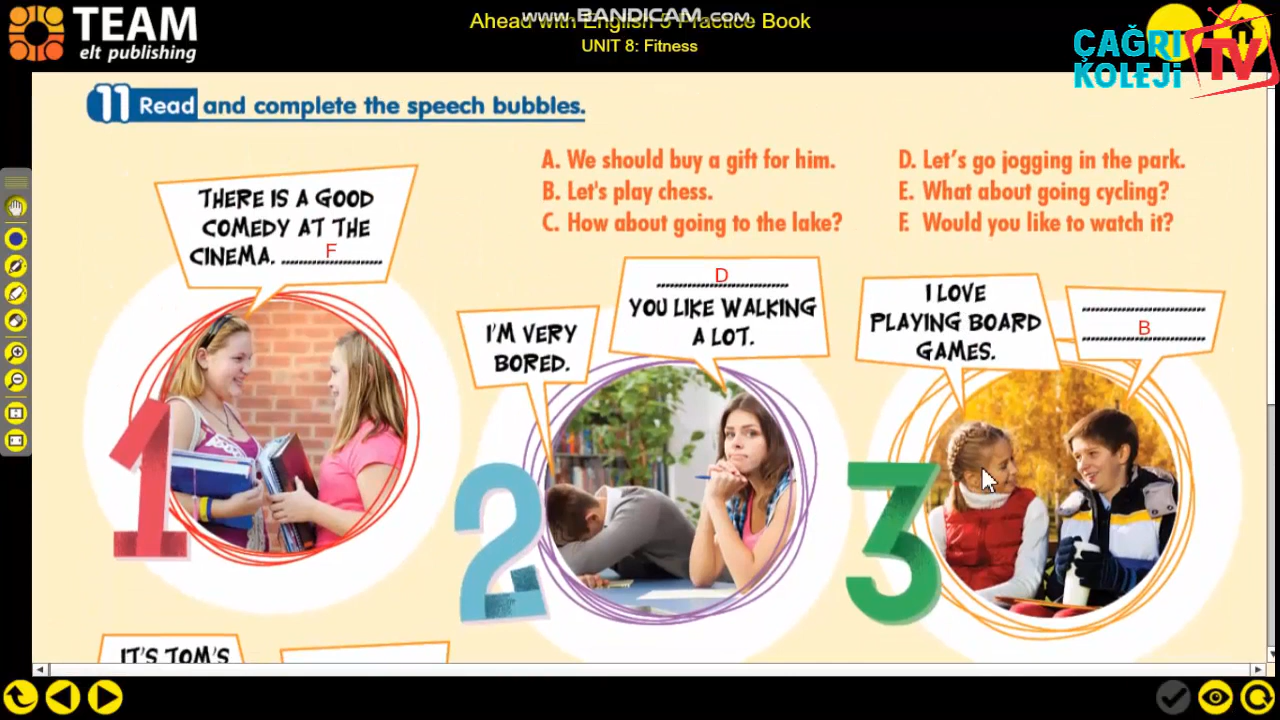 TEAM
elt publishing
www.BANDICAM.com
Ahead with English 5 Practice Book
UNIT 8: Fitness
ÇAĞRI
KOLEJİ
TV
11 Read and complete the speech bubbles.
A. We should buy a gift for him.
B. Let's play chess.
C. How about going to the lake?
D. Let's go jogging in the park.
E. What about going cycling?
F. Would you like to watch it?
THERE IS A GOOD
COMEDY AT THE
CINEMA. F
1
I'M VERY
BORED.
D
YOU LIKE WALKING
A LOT.
2
I LOVE
PLAYING BOARD
GAMES.
B
3
IT'S TOM'S